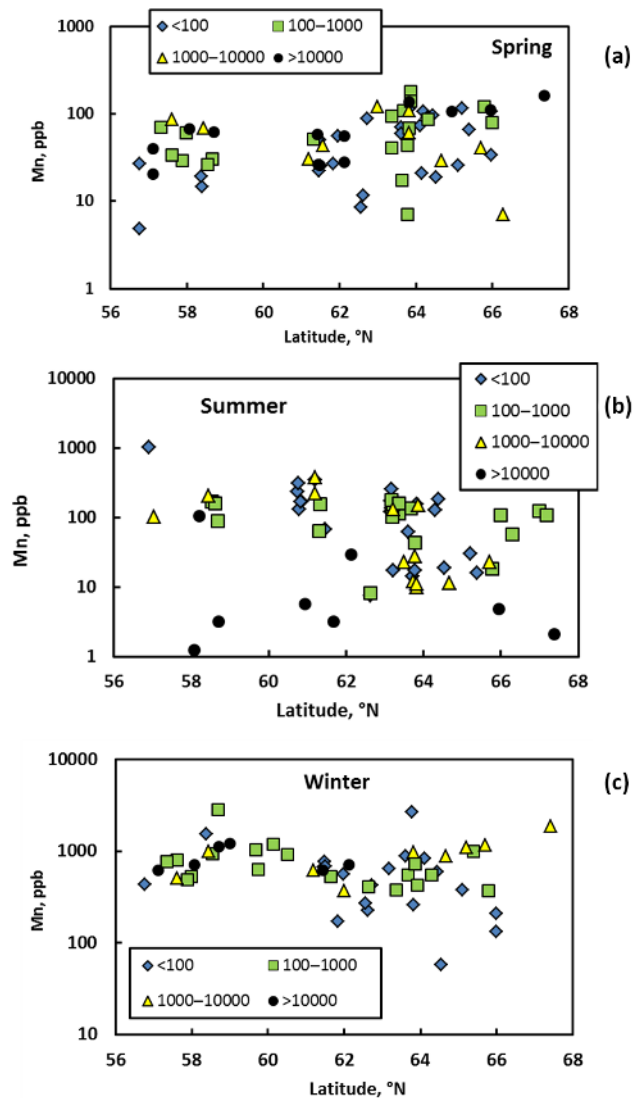 <100 100–1000
1000–10000 >10000
Spring
(a)
Mn, ppb
1000
100
10
1
56 58 60 62 64 66 68
Latitude, °N
(b)
Summer
<100
100–1000
1000–10000
>10000
Mn, ppb
10000
1000
100
10
1
56 58 60 62 64 66 68
Latitude, °N
(c)
Winter
Mn, ppb
10000
1000
100
10
<100 100–1000
1000–10000 >10000
56 58 60 62 64 66 68
Latitude, °N